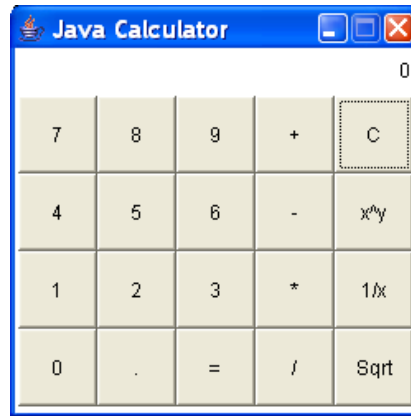 Java Calculator
0
7 8 9 + C
4 5 6 - x^y
1 2 3 * 1/x
0 . = / Sqrt